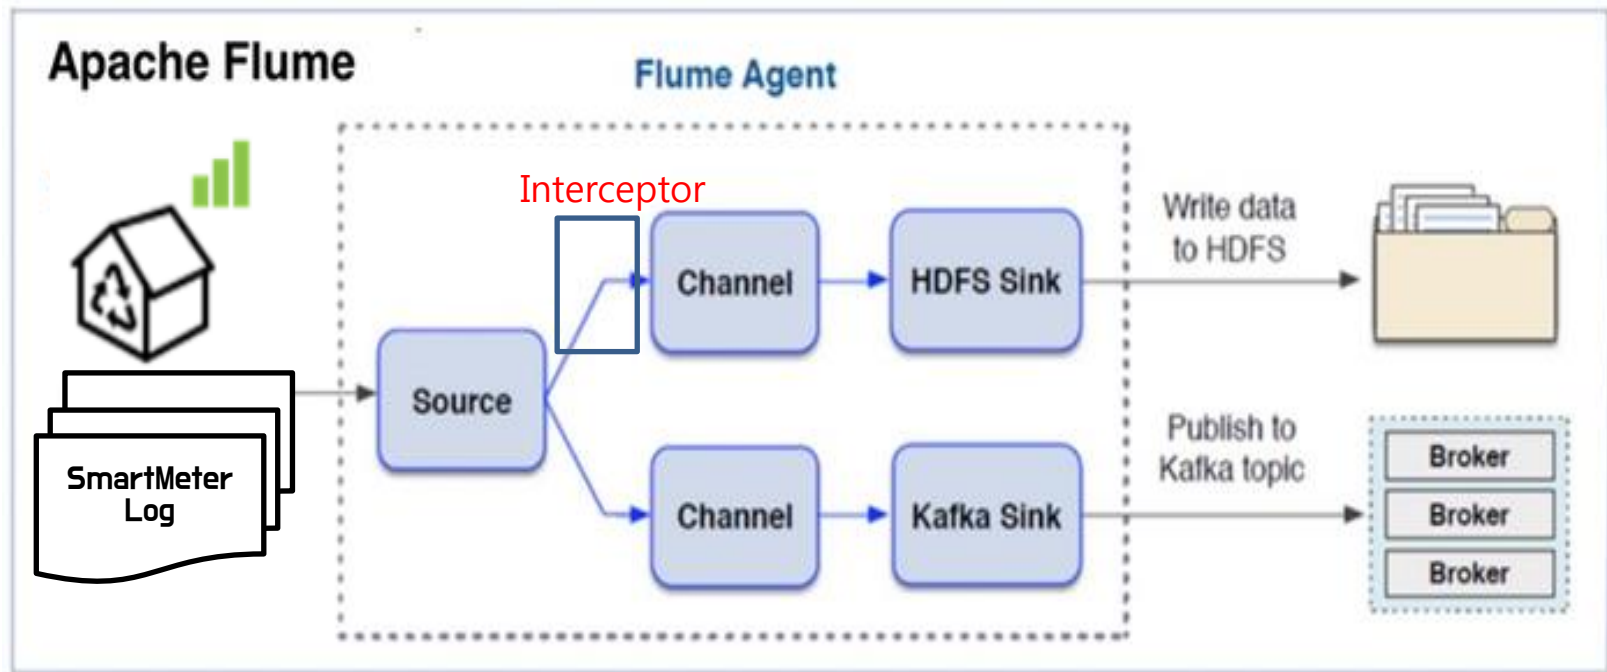 Apache Flume
Flume Agent
Interceptor
Source
Channel
HDFS Sink
Write data
to HDFS
Channel
Kafka Sink
Publish to
Kafka topic
Broker
Broker
Broker
SmartMeter
Log